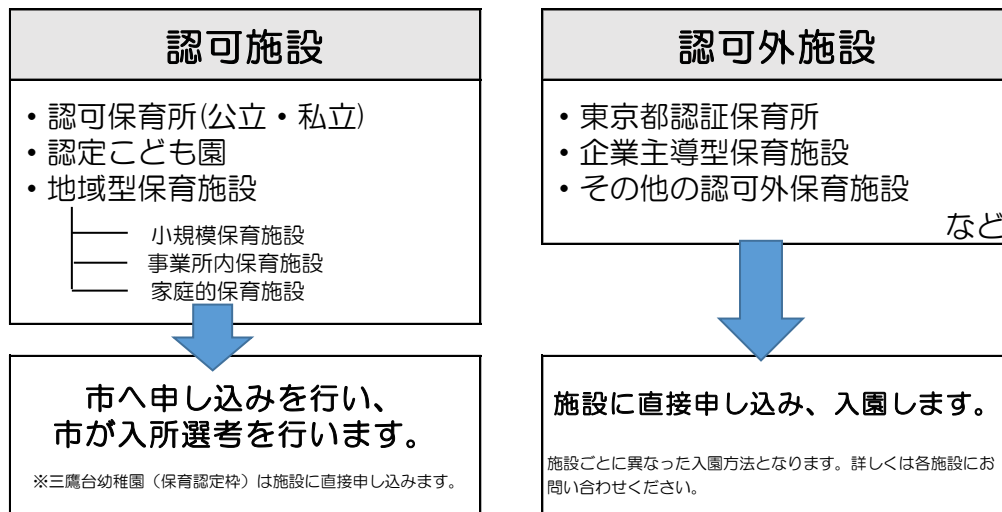 認可施設
・認可保育所(公立・私立)
・認定こども園
・地域型保育施設
小規模保育施設
事業所内保育施設
家庭的保育施設
市へ申し込みを行い、
市が入所選考を行います。
※三鷹台幼稚園（保育認定枠）は施設に直接申し込みます。
認可外施設
・東京都認証保育所
・企業主導型保育施設
・その他の認可外保育施設
など
施設に直接申し込み、入園します。
施設ごとに異なった入園方法となります。詳しくは各施設にお
問い合わせください。